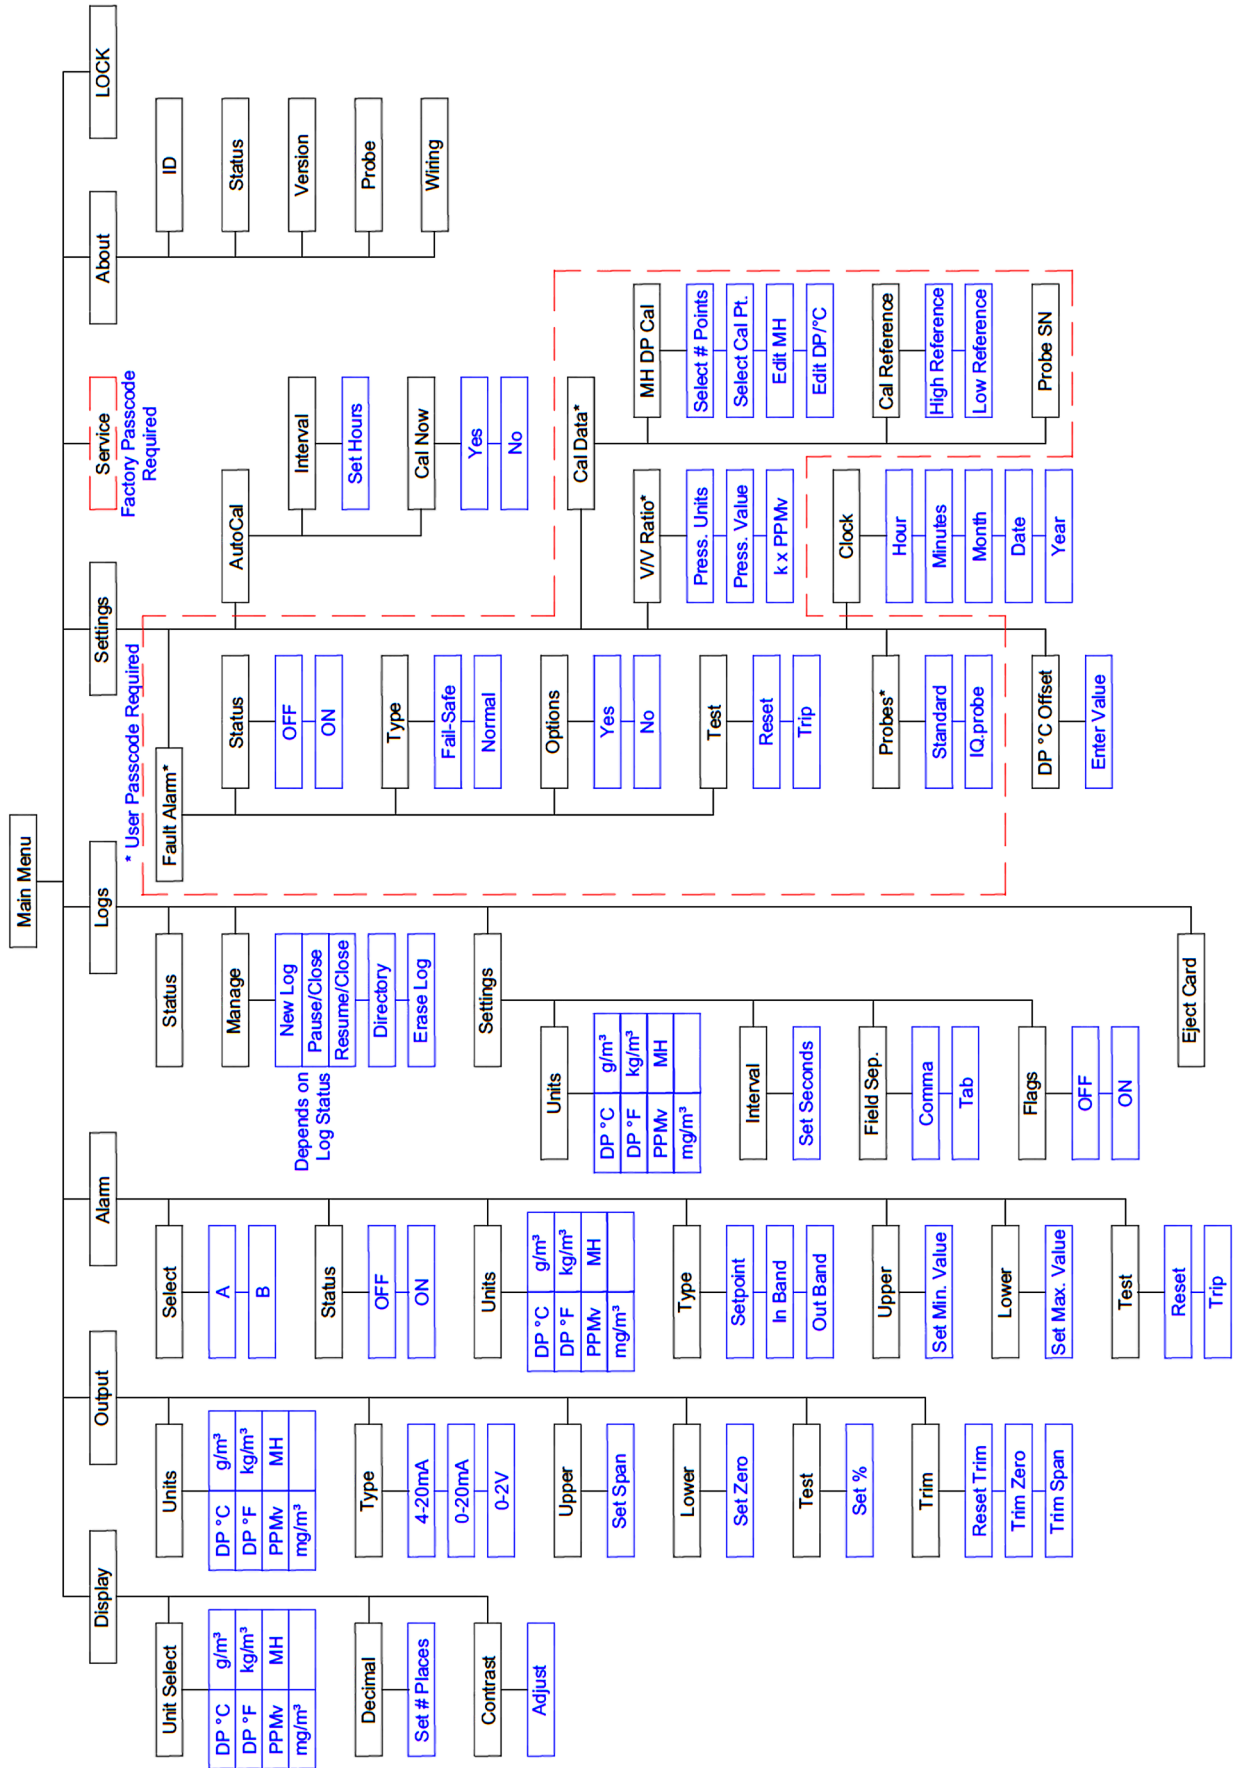 Main Menu
Display
Unit Select
DP °C
g/m³
DP °F
kg/m³
PPMv
MH
mg/m³
Decimal
Set # Places
Contrast
Adjust
Output
Units
DP °C
g/m³
DP °F
kg/m³
PPMv
MH
mg/m³
Type
4-20mA
0-20mA
0-2V
Upper
Set Span
Lower
Set Zero
Test
Set %
Trim
Reset Trim
Trim Zero
Trim Span
Alarm
Select
A
B
Status
OFF
ON
Units
DP °C
g/m³
DP °F
kg/m³
PPMv
MH
mg/m³
Type
Setpoint
In Band
Out Band
Upper
Set Min. Value
Lower
Set Max. Value
Test
Reset
Trip
Logs
Status
Manage
Depends on
Log Status
New Log
Pause/Close
Resume/Close
Directory
Erase Log
Settings
Units
DP °C
g/m³
DP °F
kg/m³
PPMv
MH
mg/m³
Interval
Set Seconds
Field Sep.
Comma
Tab
Flags
OFF
ON
Eject Card
Settings
* User Passcode Required
Fault Alarm*
Status
OFF
ON
Type
Fail-Safe
Normal
Options
Yes
No
Test
Reset
Trip
AutoCal
Interval
Set Hours
Cal Now
Yes
No
Cal Data*
MH DP Cal
Select # Points
Select Cal Pt.
Edit MH
Edit DP/°C
Cal Reference
High Reference
Low Reference
Probe SN
V/V Ratio*
Press. Units
Press. Value
k x PPMv
Clock
Hour
Minutes
Month
Date
Year
Probes*
Standard
IQ.probe
DP °C Offset
Enter Value
Service
Factory Passcode
Required
About
ID
Status
Version
Probe
Wiring
LOCK